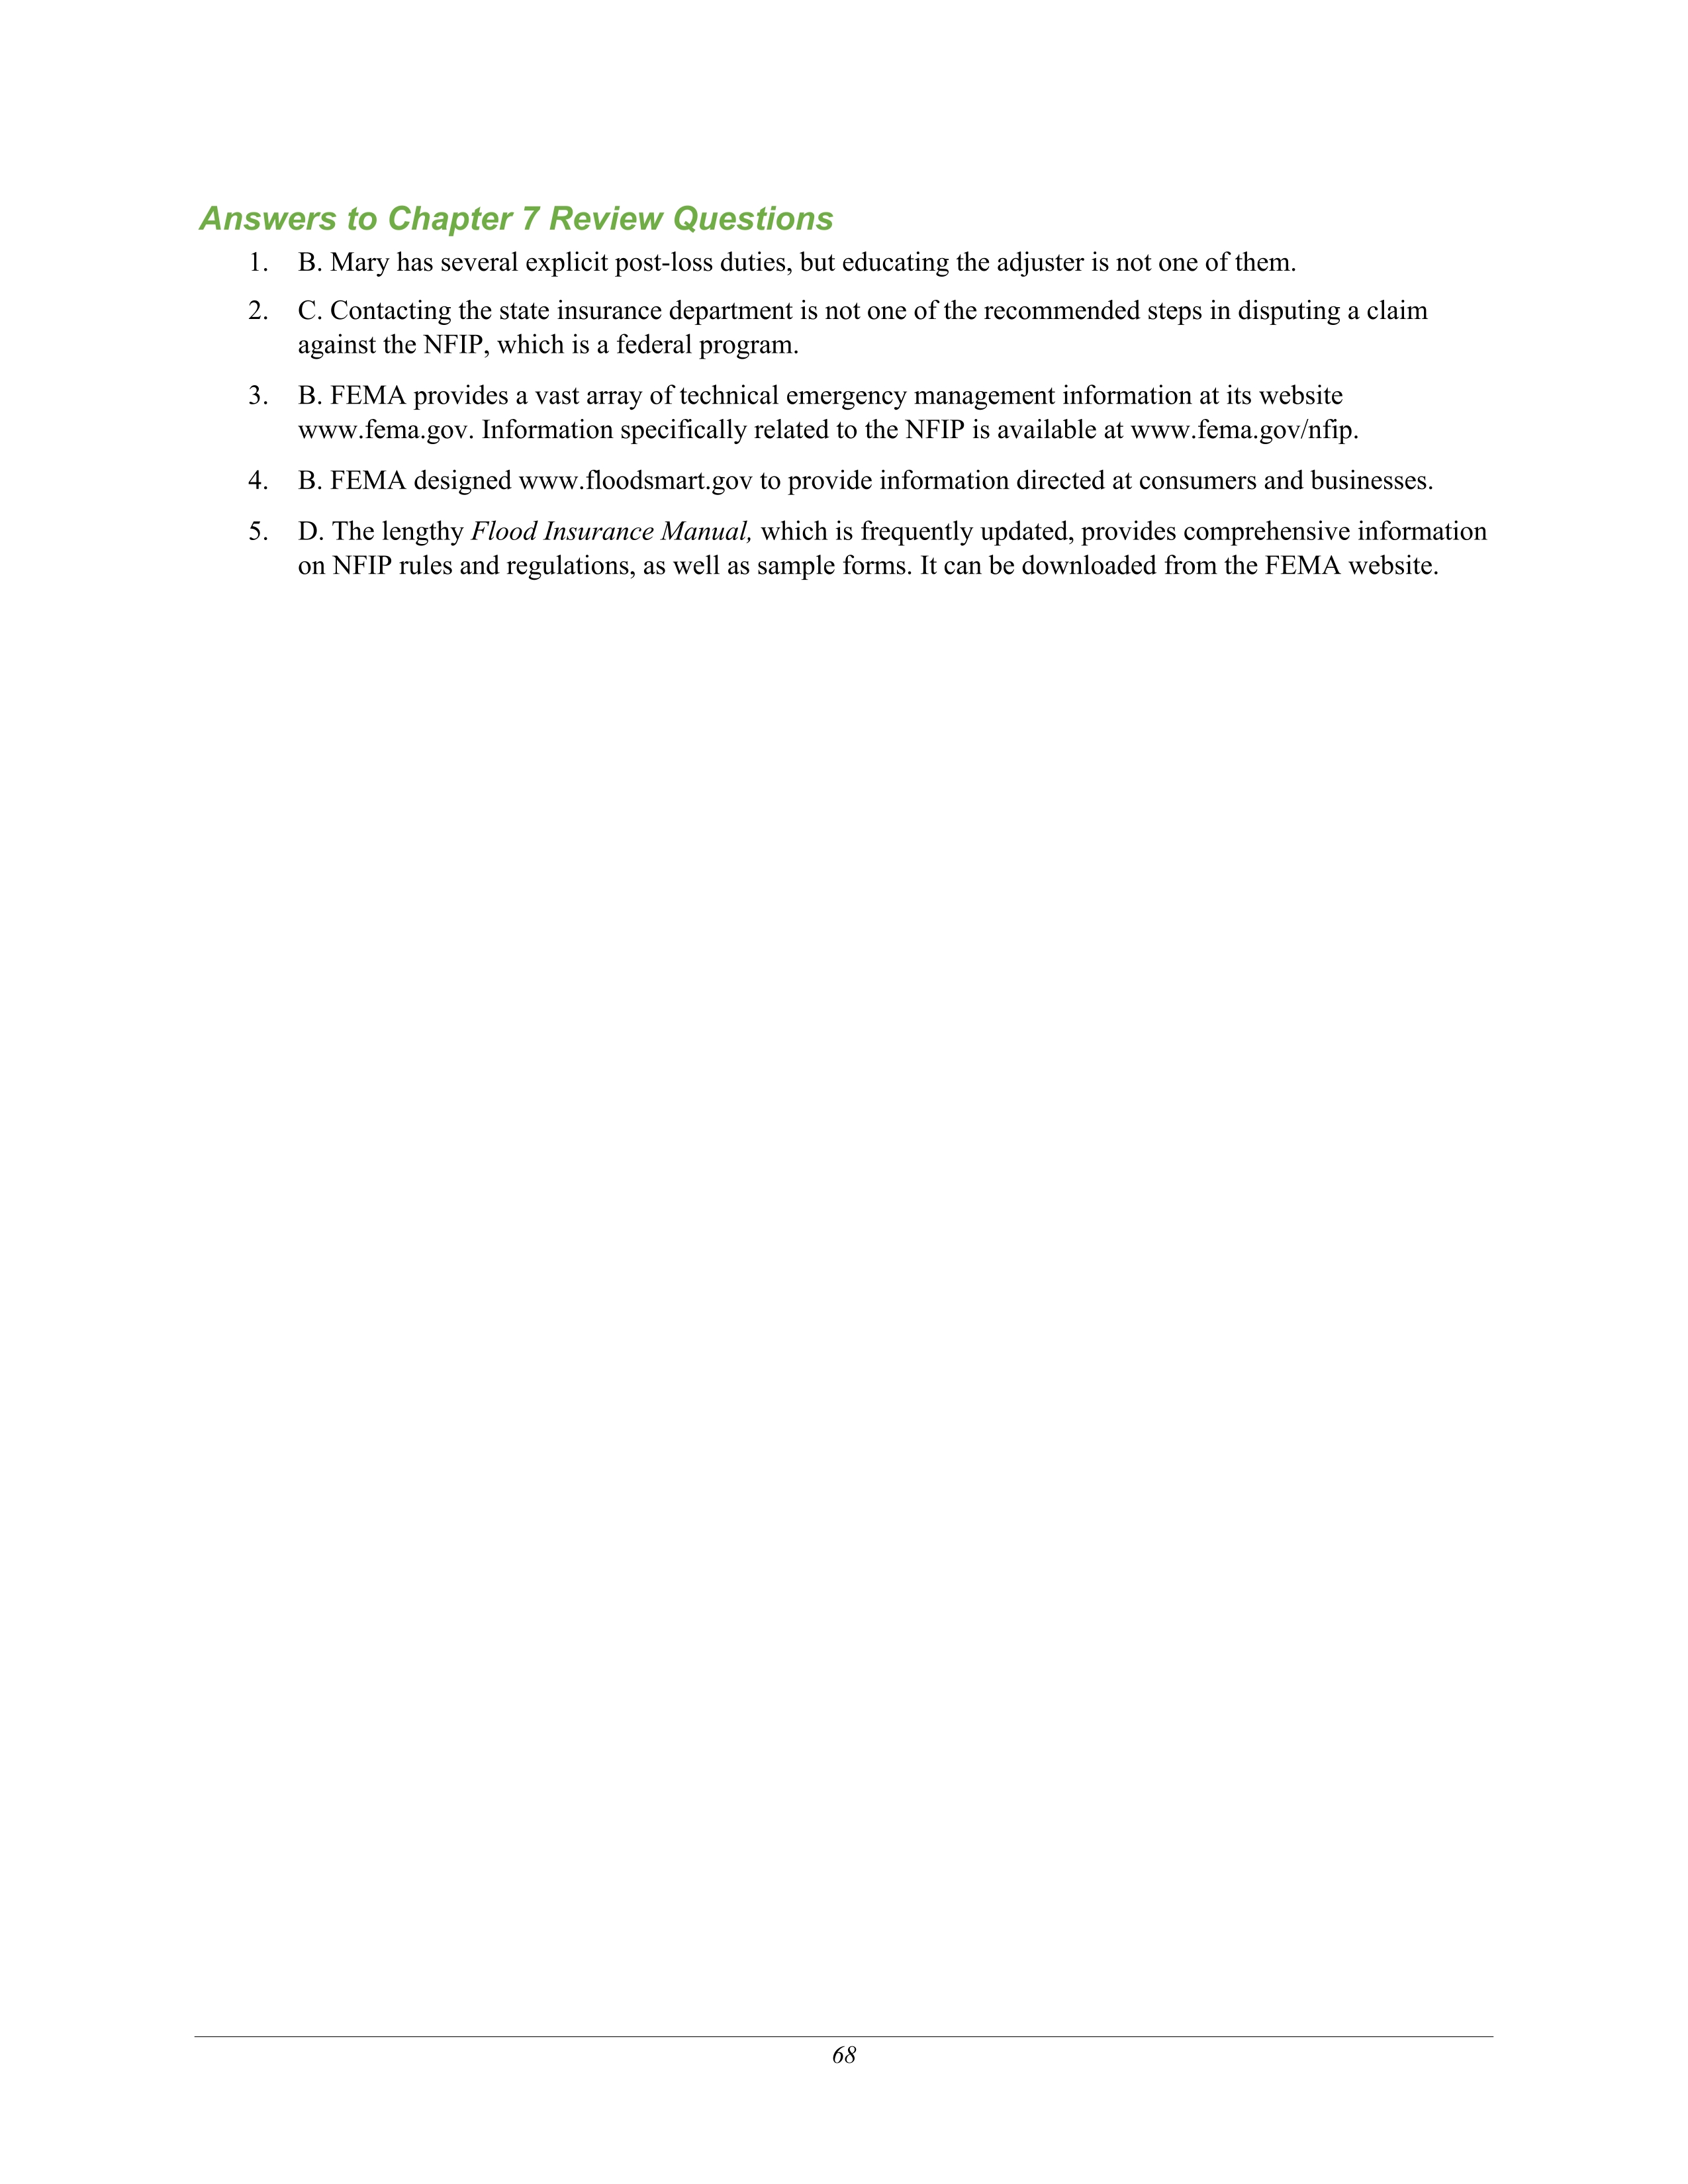 Answers to Chapter 7 Review Questions
1. B. Mary has several explicit post-loss duties, but educating the adjuster is not one of them.
2. C. Contacting the state insurance department is not one of the recommended steps in disputing a claim
against the NFIP, which is a federal program.
3. B. FEMA provides a vast array of technical emergency management information at its website
www.fema.gov. Information specifically related to the NFIP is available at www.fema.gov/nfip.
4. B. FEMA designed www.floodsmart.gov to provide information directed at consumers and businesses.
5. D. The lengthy Flood Insurance Manual, which is frequently updated, provides comprehensive information
on NFIP rules and regulations, as well as sample forms. It can be downloaded from the FEMA website.
68